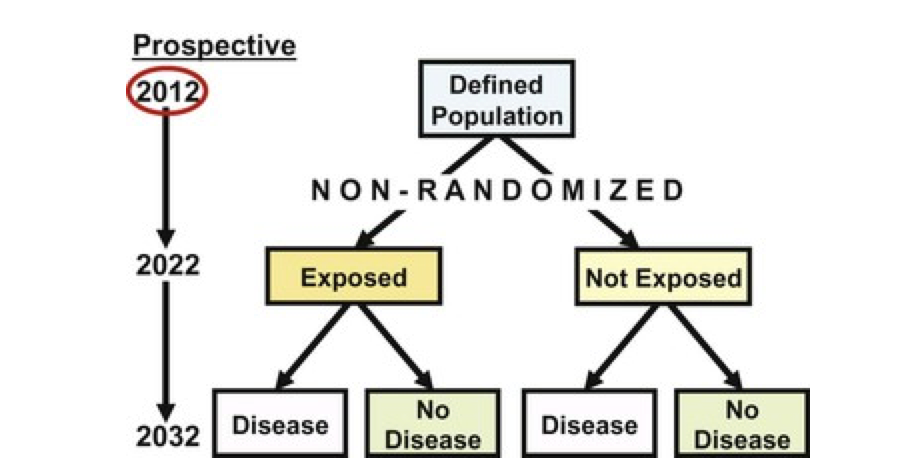 Prospective
2012
Defined
Population
NON-RANDOMIZED
2022
Exposed
Not Exposed
2032
Disease
No
Disease
Disease
No
Disease